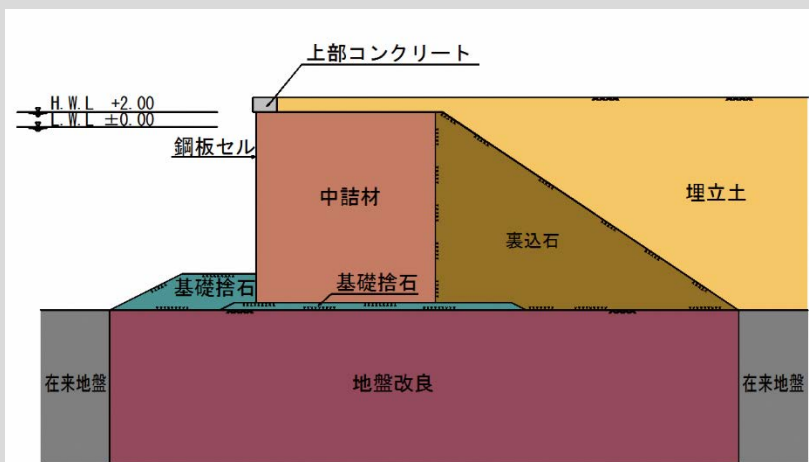 上部コンクリート
H.W.L +2.00
L.W.L ±0.00
鋼板セル
中詰材
埋立土
裏込石
基礎捨石
基礎捨石
在来地盤
地盤改良
在来地盤